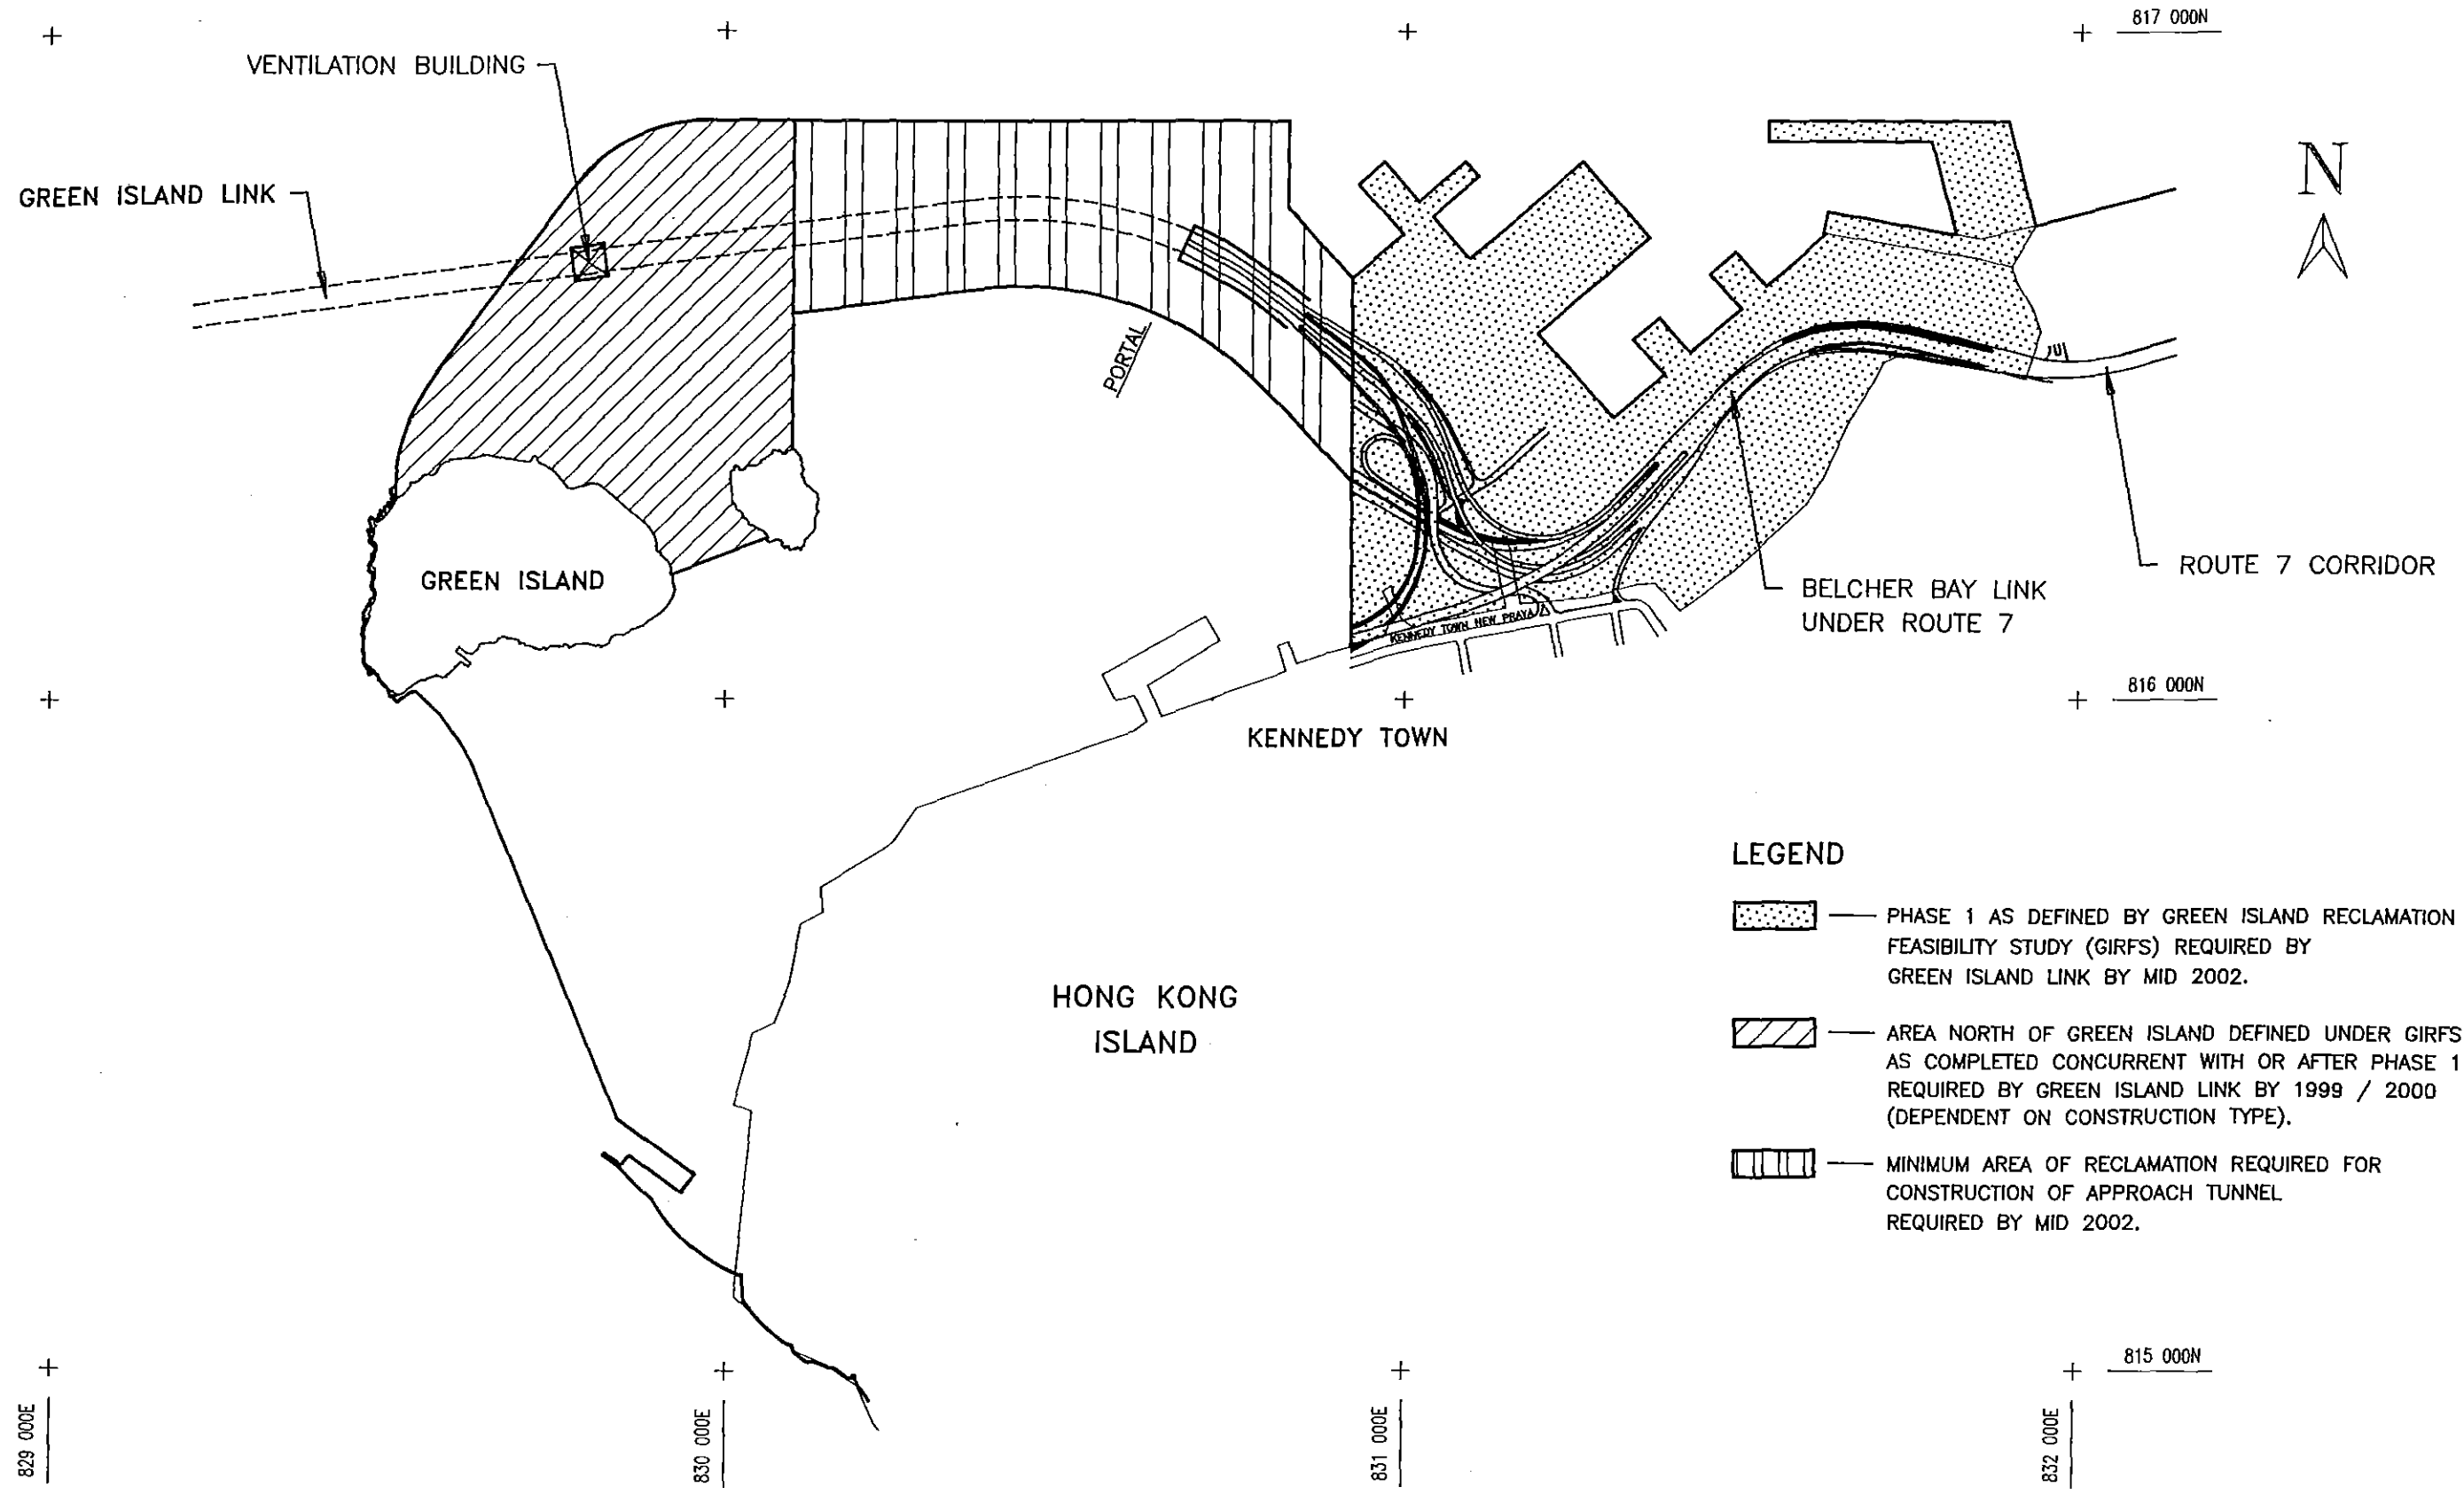 817 000N
VENTILATION BUILDING
N
GREEN ISLAND LINK
PORTAL
GREEN ISLAND
ROUTE 7 CORRIDOR
BELCHER BAY LINK
UNDER ROUTE 7
KENNEDY TOWN NEW PRAYA
816 000N
KENNEDY TOWN
LEGEND
PHASE 1 AS DEFINED BY GREEN ISLAND RECLAMATION
FEASIBILITY STUDY (GIRFS) REQUIRED BY
GREEN ISLAND LINK BY MID 2002.
HONG KONG
ISLAND
AREA NORTH OF GREEN ISLAND DEFINED UNDER GIRFS
AS COMPLETED CONCURRENT WITH OR AFTER PHASE 1
REQUIRED BY GREEN ISLAND LINK BY 1999 / 2000
(DEPENDENT ON CONSTRUCTION TYPE).
MINIMUM AREA OF RECLAMATION REQUIRED FOR
CONSTRUCTION OF APPROACH TUNNEL
REQUIRED BY MID 2002.
815 000N
829 000E
830 000E
831 000E
832 000E